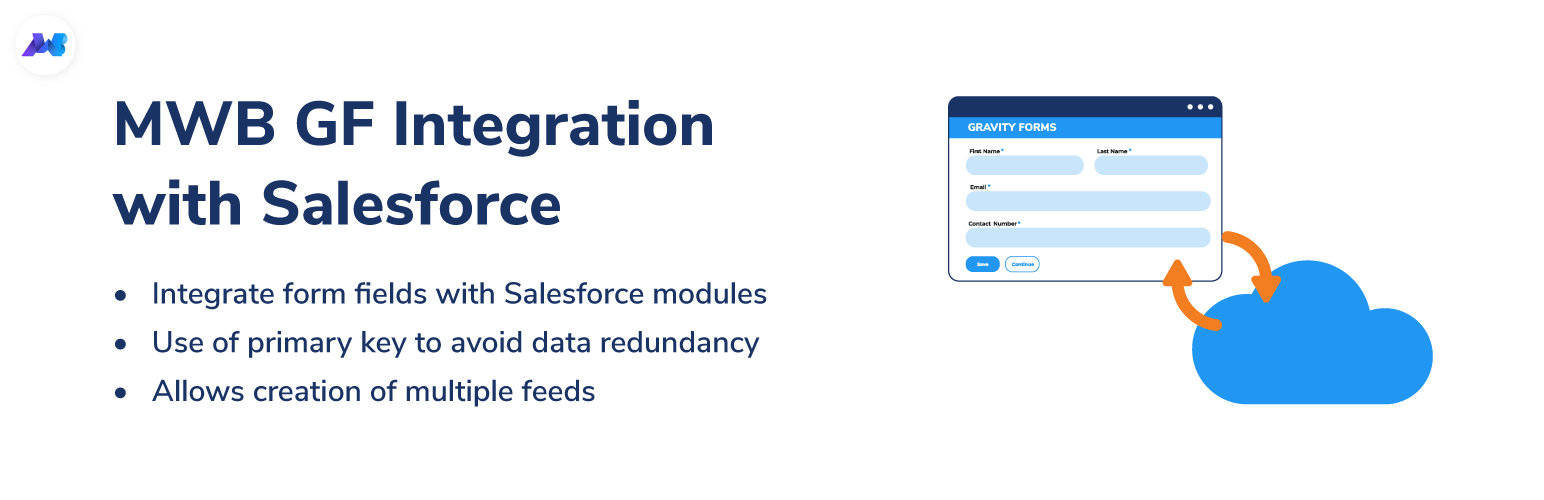 MWB GF Integration
with Salesforce
• Integrate form fields with Salesforce modules
• Use of primary key to avoid data redundancy
• Allows creation of multiple feeds
GRAVITY FORMS
First Name * Last Name *
Email *
Contact Number *
Save Continue